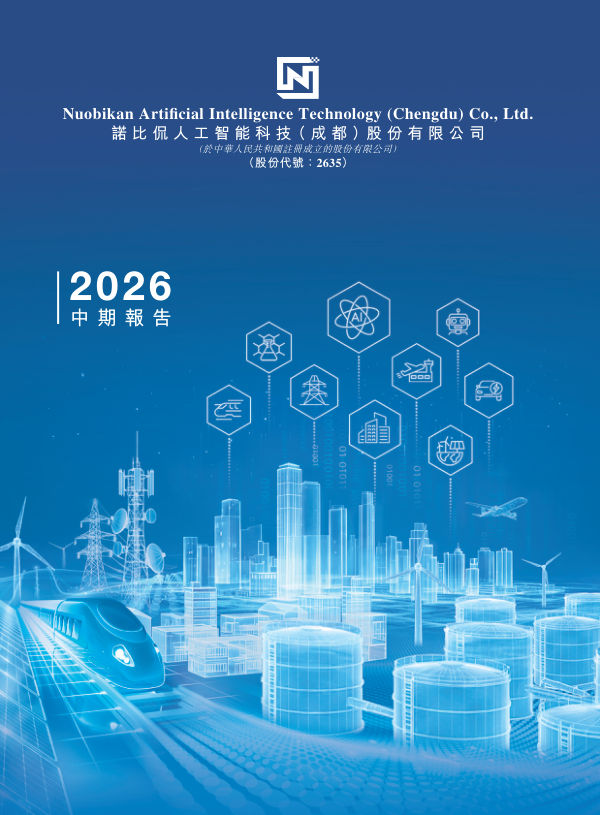 N
Nuobikan Artificial Intelligence Technology (Chengdu) Co., Ltd.
諾比侃人工智能科技(成都)股份有限公司
(於中華人民共和國註冊成立的股份有限公司)
(股份代號：2635)
2026
中期報告
AI